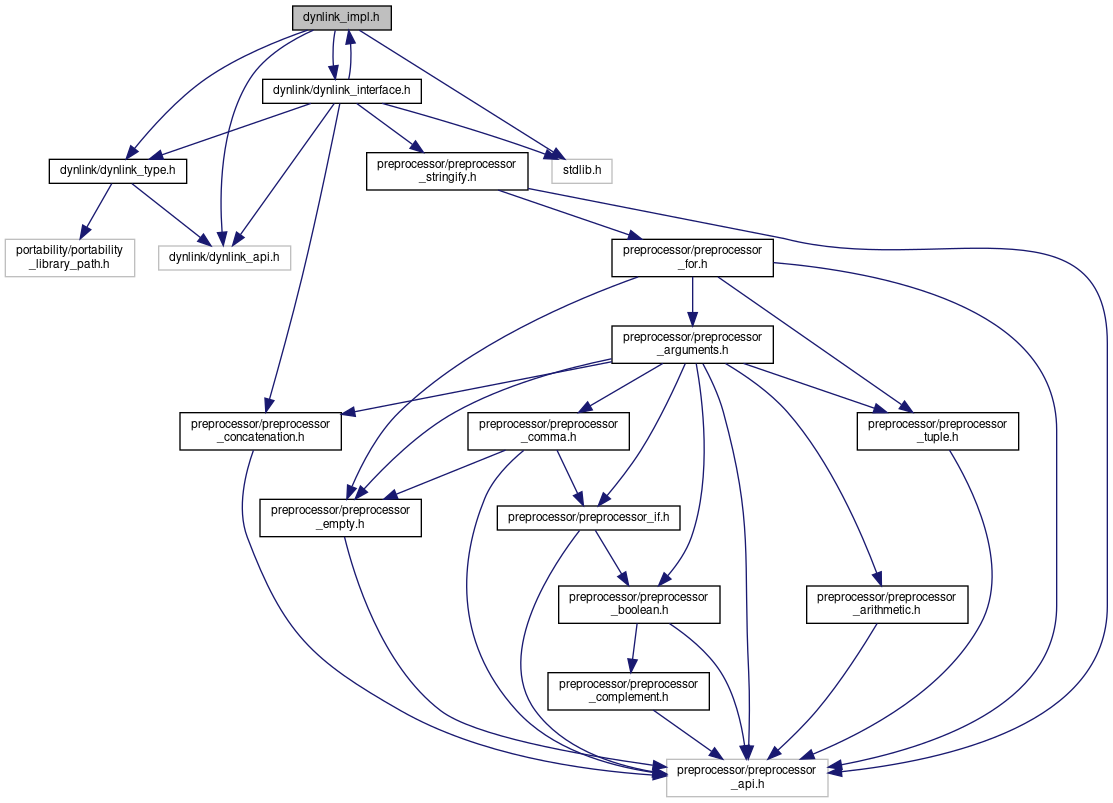 dynlink_impl.h
dynlink/dynlink_interface.h
dynlink/dynlink_type.h
preprocessor/preprocessor
_stringify.h
stdlib.h
portability/portability
_library_path.h
dynlink/dynlink_api.h
preprocessor/preprocessor
_for.h
preprocessor/preprocessor
_arguments.h
preprocessor/preprocessor
_concatenation.h
preprocessor/preprocessor
_comma.h
preprocessor/preprocessor
_tuple.h
preprocessor/preprocessor
_empty.h
preprocessor/preprocessor_if.h
preprocessor/preprocessor
_boolean.h
preprocessor/preprocessor
_arithmetic.h
preprocessor/preprocessor
_complement.h
preprocessor/preprocessor
_api.h